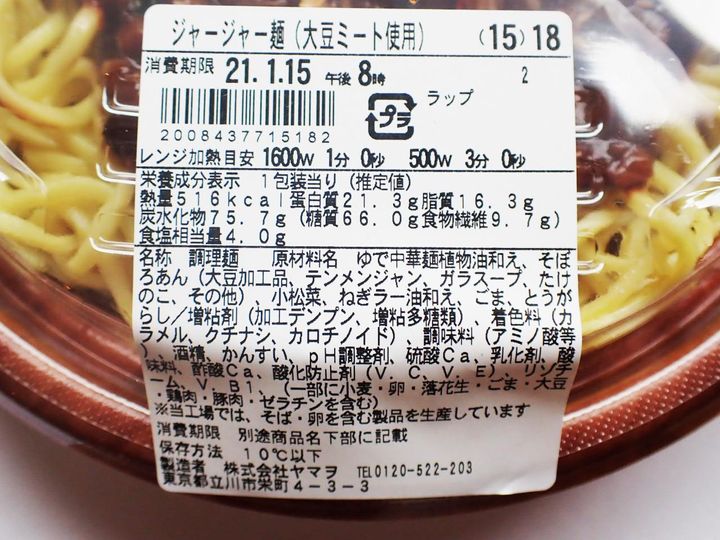 ジャージャー麺(大豆ミート使用) (15)18
消費期限 21.1.15 午後 8時 2
プラ ラップ
2008437715182
レンジ加熱目安 1600W 1分 0秒 500W 3分 0秒
栄養成分表示 1包装当り(推定値)
熱量516kcal蛋白質21.3g脂質16.3g
炭水化物75.7g(糖質66.0g食物繊維9.7g)
食塩相当量4.0g
名称 調理麺 原材料名 ゆで中華麺植物油和え、そぼ
ろあん(大豆加工品、テンメンジャン、ガラスープ、たけ
のこ、その他)、小松菜、ねぎラー油和え、ごま、とうが
らし/増粘剤(加工デンプン、増粘多糖類)、着色料(カ
ラメル、クチナシ、カロチノイド)、調味料(アミノ酸等
)、酒精、かんすい、pH調整剤、硫酸Ca、乳化剤、酸
味料、酢酸Ca、酸化防止剤(V.C、V.E)、リゾチ
ーム、V.B1、(一部に小麦・卵・落花生・ごま・大豆
・鶏肉・豚肉・ゼラチンを含む)
※当工場では、そば・卵を含む製品を生産しています
消費期限 別途商品名下部に記載
保存方法 10℃以下
製造者 株式会社ヤマヲ TEL0120-522-203
東京都立川市栄町4-3-3